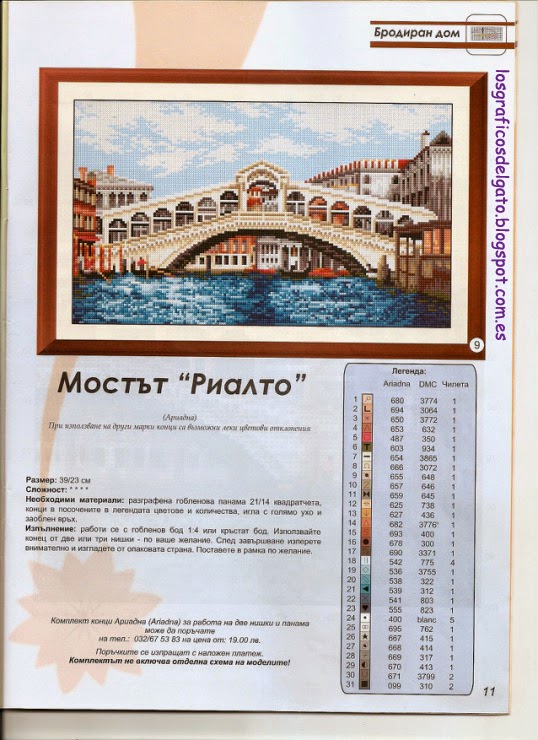 Бродиран дом
losgraficosdelgato.blogspot.com.es
9
Мостът “Риалто”
(Ариадна)
При използване на други марки конци са възможни леки цветови отклонения
Размер: 39/23 см
Сложност: * * * *
Необходими материали: разграфена гобленова панама 21/14 квадратчета,
конци в посочените в легендата цветове и количества, игла с голямо ухо и
заоблен връх.
Изпълнение: работи се с гобленов бод 1:4 или кръстат бод. Използвайте
конец от две или три нишки - по ваше желание. След завършване изперете
внимателно и изгладете от опаковата страна. Поставете в рамка по желание.
Комплект конци Ариадна (Ariadna) за работа на две нишки и панама
може да поръчате
на тел.: 032/67 53 83 на цена от: 19.00 лв.
Поръчките се изпращат с наложен платеж.
Комплектът не включва отделна схема на моделите!
Легенда:
Ariadna DMC Чилета
1 680 3774 1
2 694 3064 1
3 650 3772 1
4 653 632 1
5 487 350 1
6 603 934 1
7 654 3865 1
8 666 3072 1
9 655 648 1
10 657 646 1
11 659 645 1
12 625 738 1
13 627 436 1
14 682 3776* 1
15 693 400 1
16 678 300 1
17 690 3371 1
18 542 775 4
19 536 3755 1
20 538 322 1
21 539 312 1
22 541 803 1
23 555 823 1
24 400 blanc 5
25 695 762 1
26 667 415 1
27 668 414 1
28 669 317 1
29 670 413 1
30 671 3799 2
31 099 310 2
11